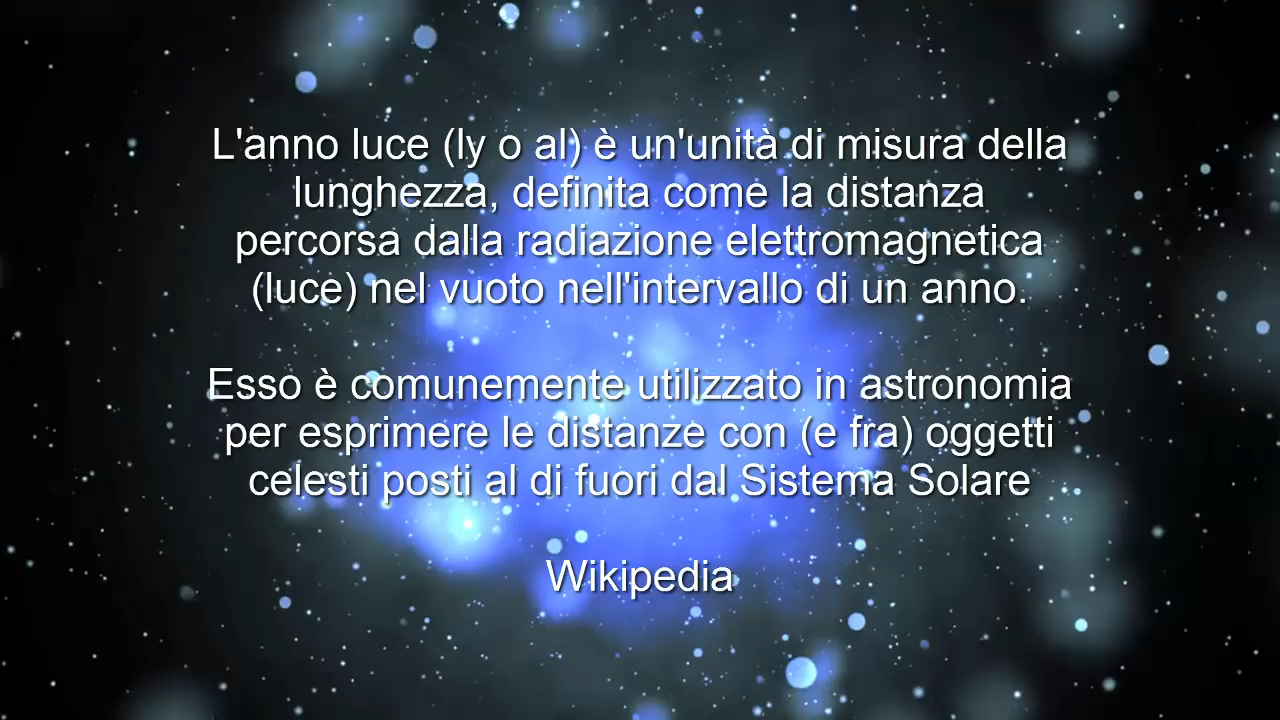 L'anno luce (ly o al) è un'unità di misura della
lunghezza, definita come la distanza
percorsa dalla radiazione elettromagnetica
(luce) nel vuoto nell'intervallo di un anno.
Esso è comunemente utilizzato in astronomia
per esprimere le distanze con (e fra) oggetti
celesti posti al di fuori dal Sistema Solare
Wikipedia